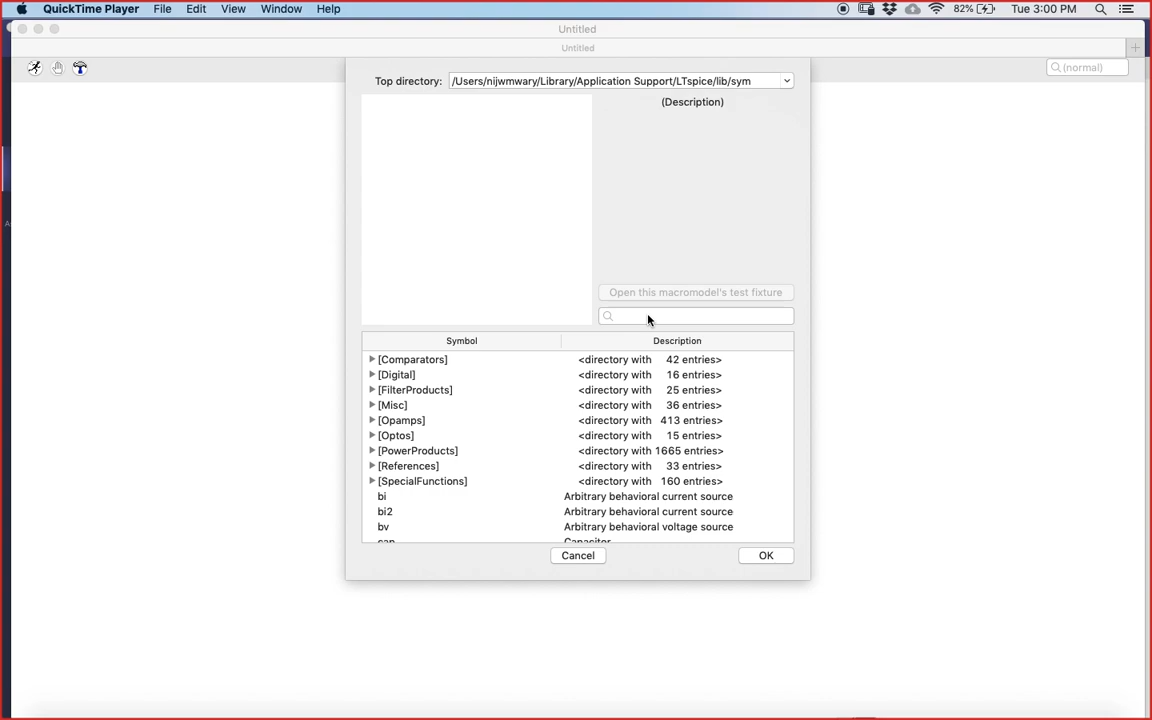 QuickTime Player File Edit View Window Help 82% Tue 3:00 PM
Untitled
Untitled
(normal)
Top directory: /Users/nijwmwary/Library/Application Support/LTspice/lib/sym
(Description)
Open this macromodel's test fixture
Symbol Description
[Comparators] <directory with 42 entries>
[Digital] <directory with 16 entries>
[FilterProducts] <directory with 25 entries>
[Misc] <directory with 36 entries>
[Opamps] <directory with 413 entries>
[Optos] <directory with 15 entries>
[PowerProducts] <directory with 1665 entries>
[References] <directory with 33 entries>
[SpecialFunctions] <directory with 160 entries>
bi Arbitrary behavioral current source
bi2 Arbitrary behavioral current source
bv Arbitrary behavioral voltage source
cap Capacitor
Cancel OK